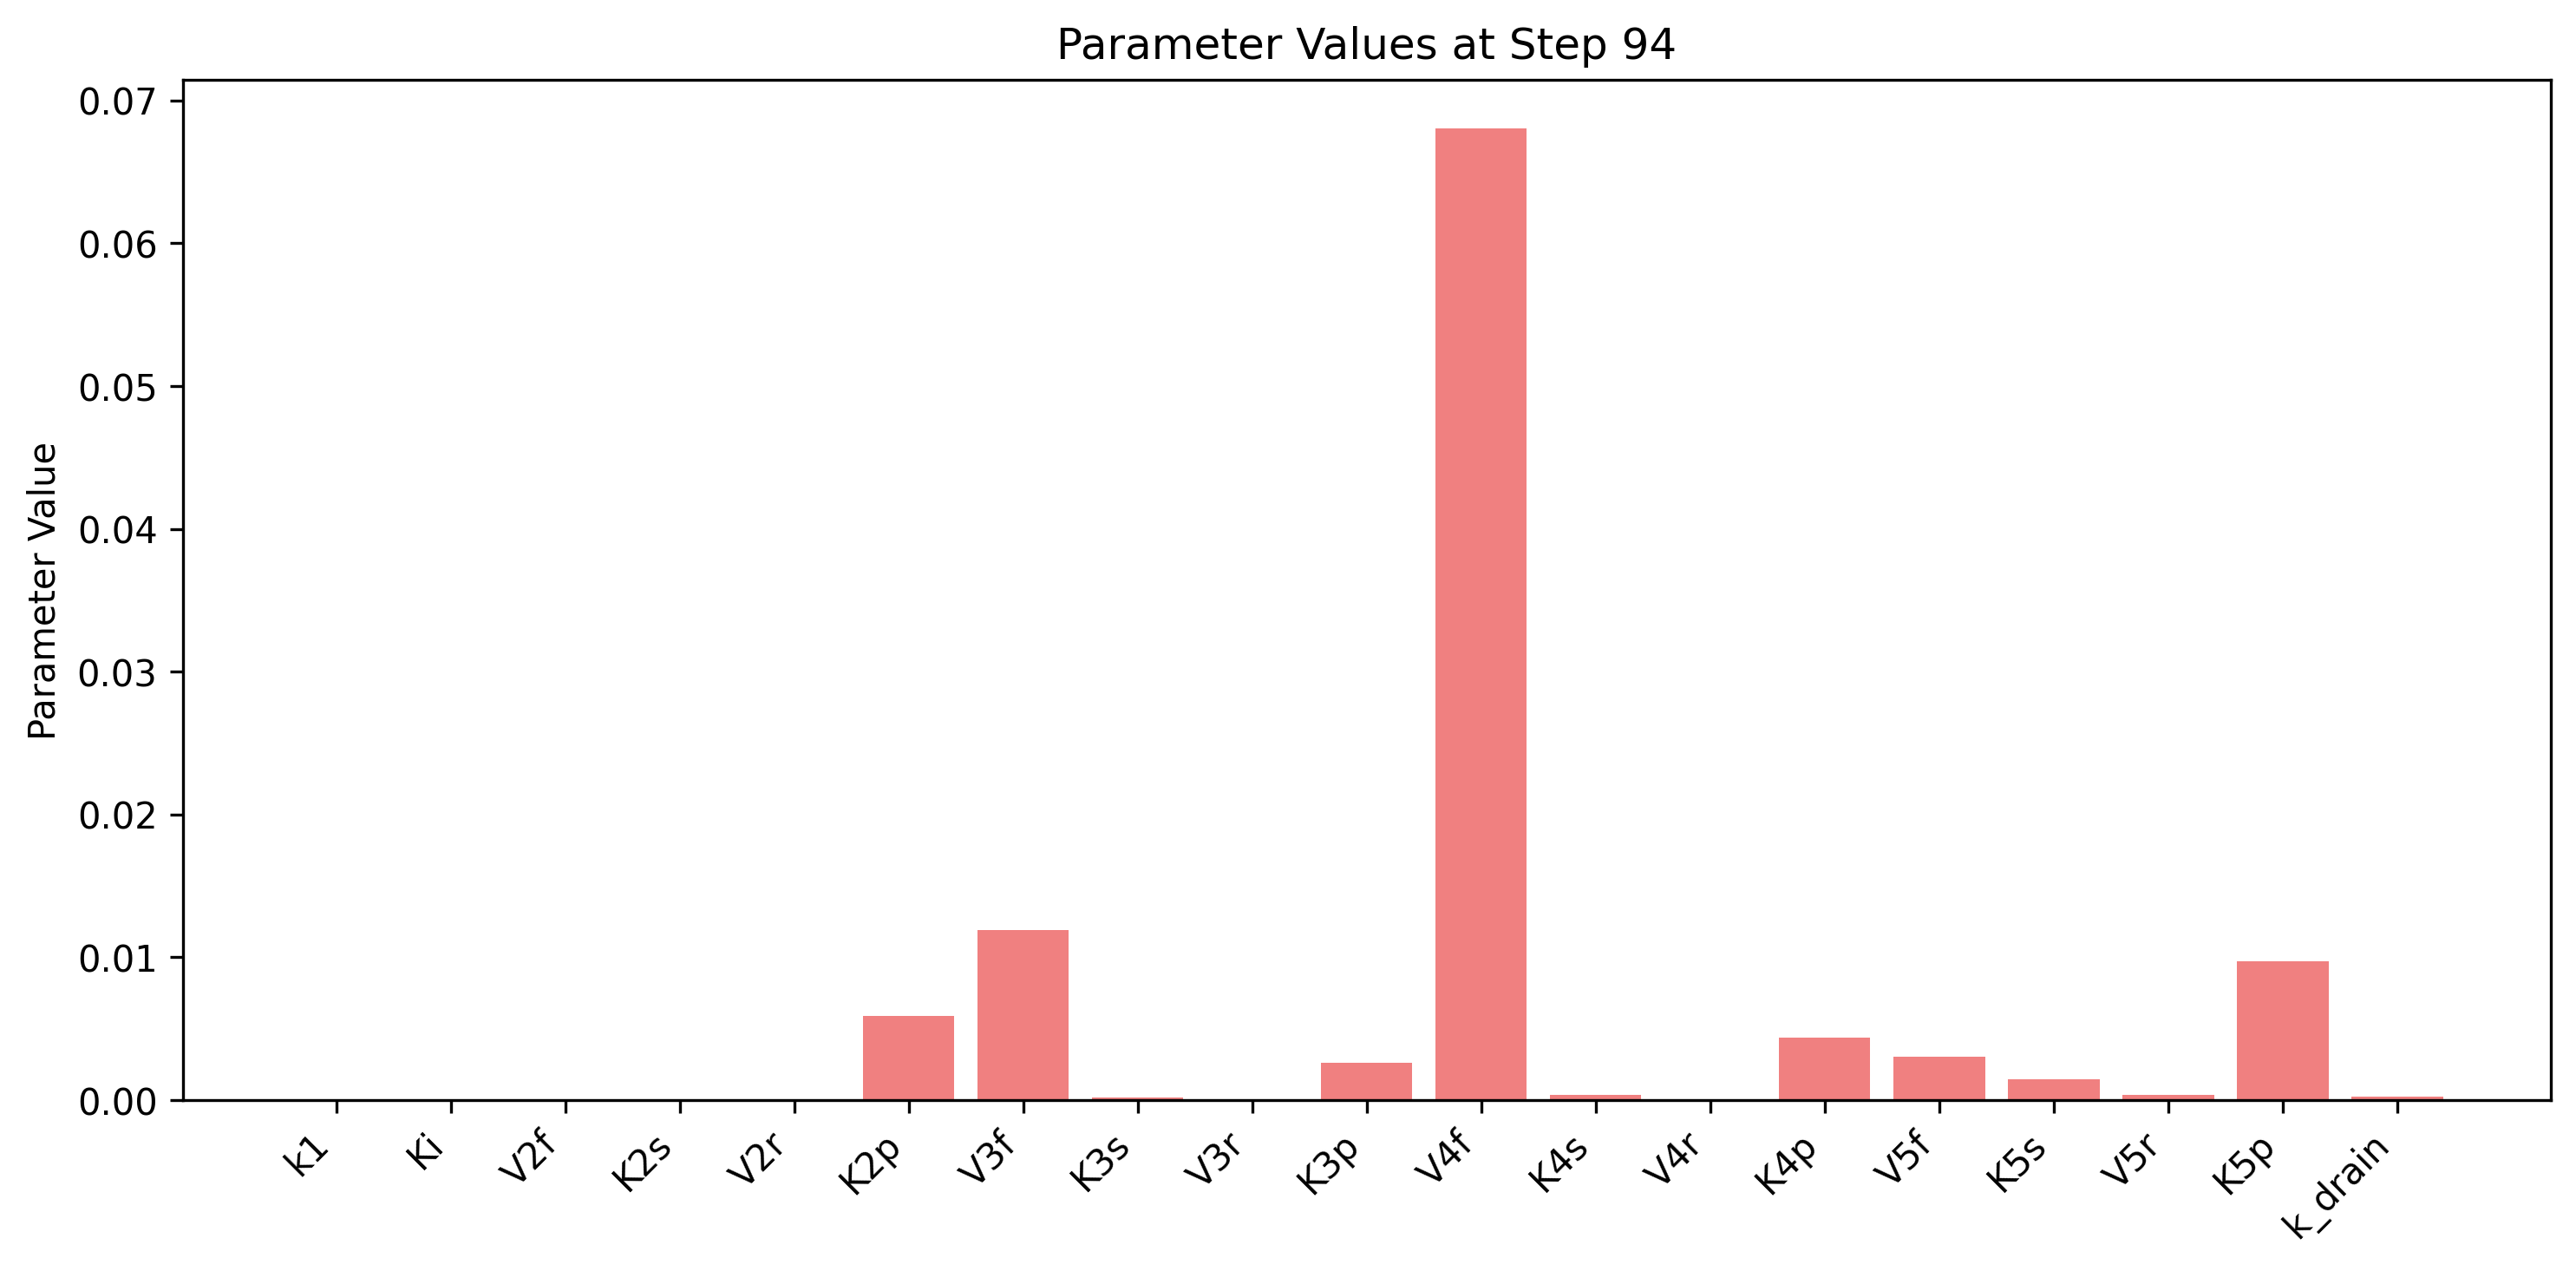 Parameter Values at Step 94
Parameter Value
0.07
0.06
0.05
0.04
0.03
0.02
0.01
0.00
k1
Ki
V2f
K2s
V2r
K2p
V3f
K3s
V3r
K3p
V4f
K4s
V4r
K4p
V5f
K5s
V5r
K5p
k_drain